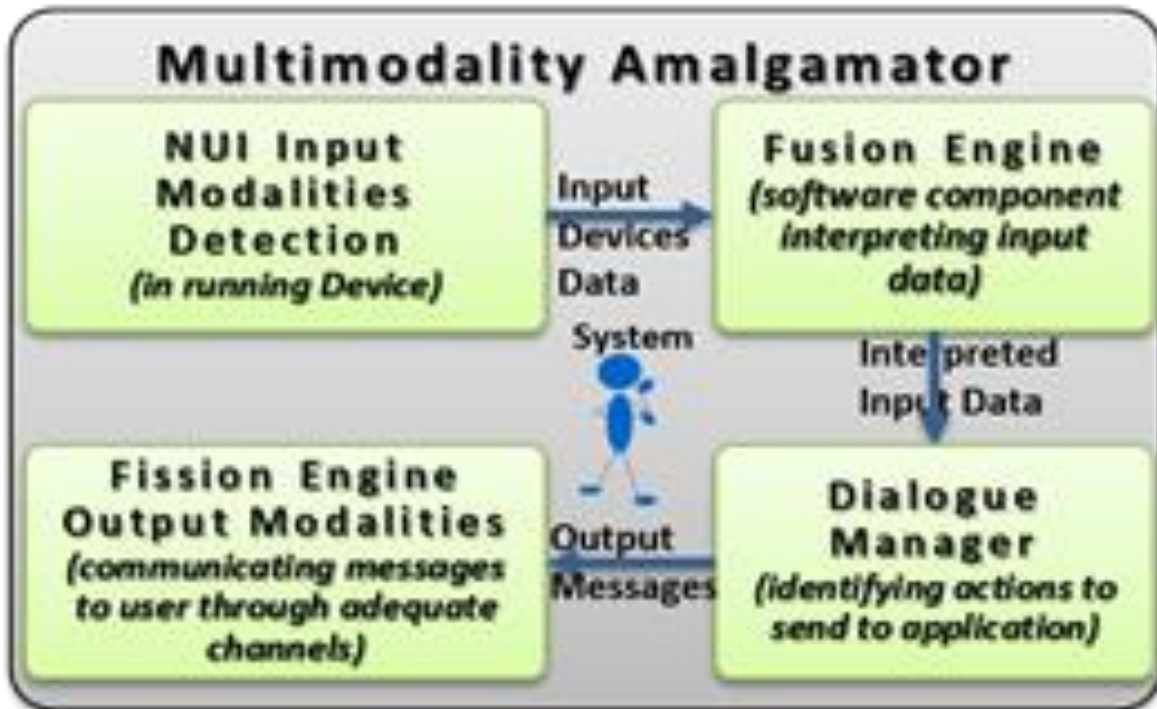 Multimodality Amalgamator
NUI Input
Modalities
Detection
(in running Device)
Input
Devices
Data
Fusion Engine
(software component
interpreting input
data)
System
Interpreted
Input Data
Fission Engine
Output Modalities
(communicating messages
to user through adequate
channels)
Output
Messages
Dialogue
Manager
(identifying actions to
send to application)